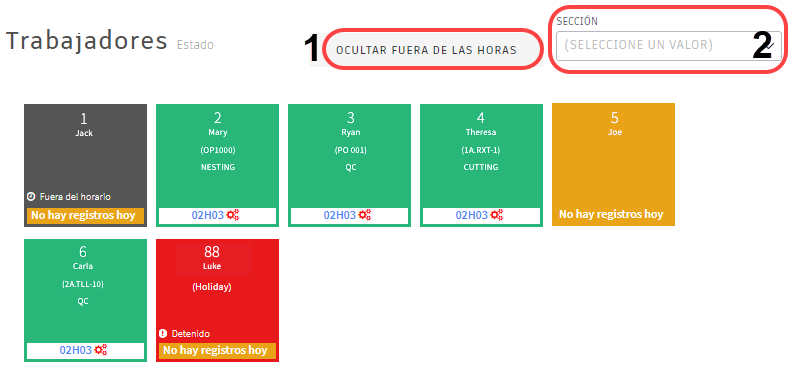 Trabajadores Estado
1
OCULTAR FUERA DE LAS HORAS
SECCIÓN
(SELECCIONE UN VALOR)
2
1
Jack
Fuera del horario
No hay registros hoy
2
Mary
(OP1000)
NESTING
02H03
3
Ryan
(PO 001)
QC
02H03
4
Theresa
(1A.RXT-1)
CUTTING
02H03
5
Joe
No hay registros hoy
6
Carla
(2A.TLL-10)
QC
02H03
88
Luke
(Holiday)
Detenido
No hay registros hoy